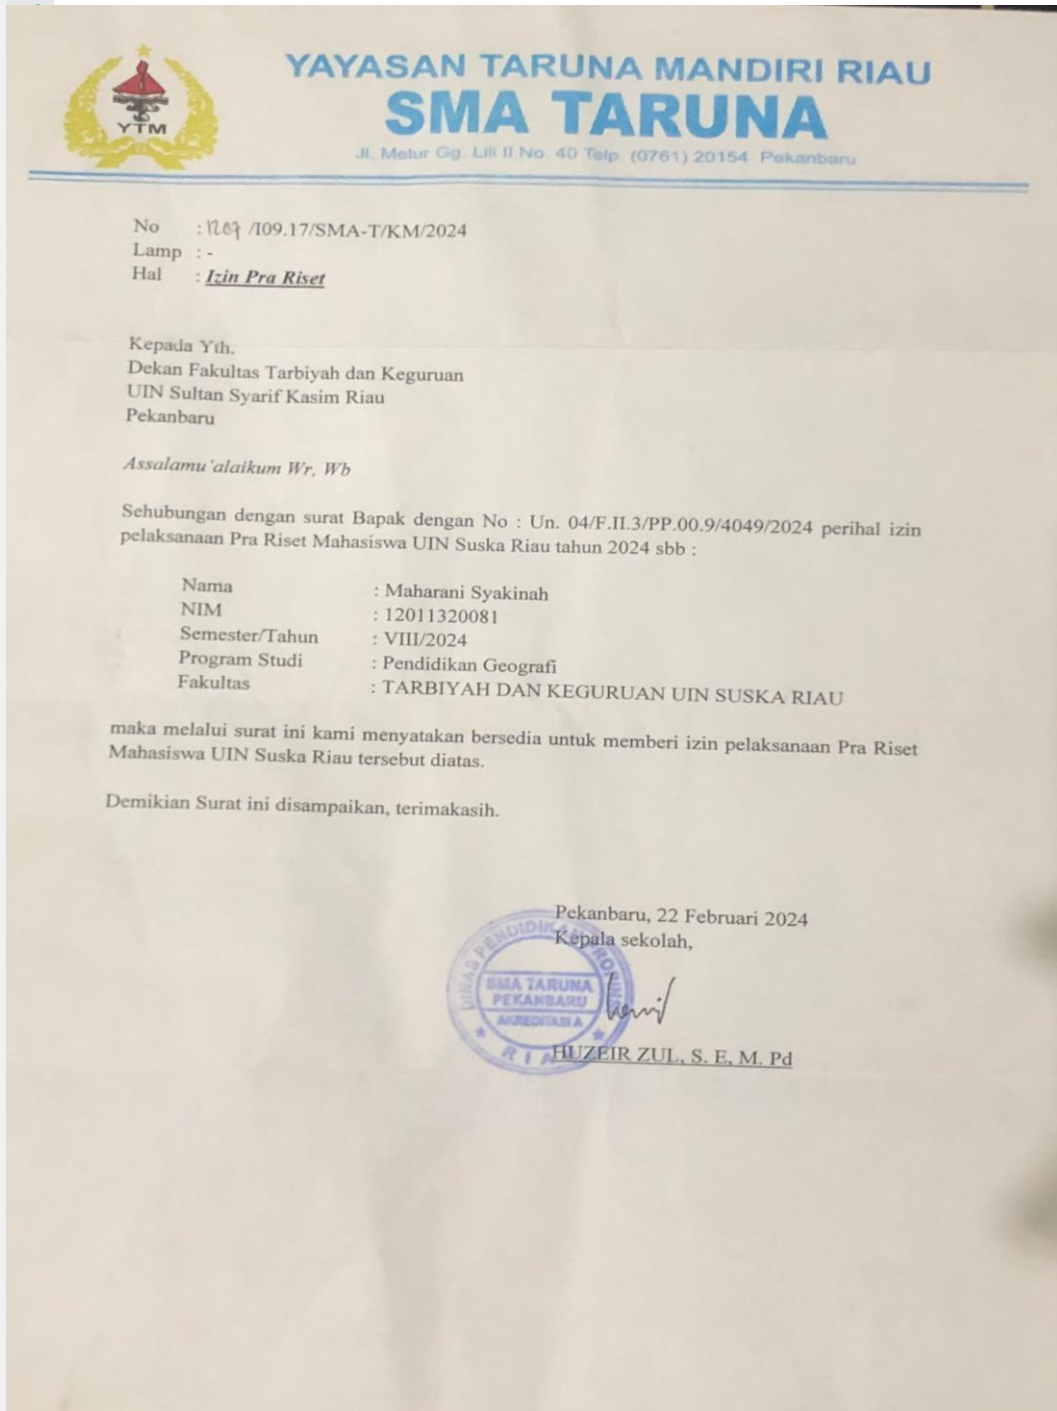 YTM
YAYASAN TARUNA MANDIRI RIAU
SMA TARUNA
Jl. Melur Gg. Lili II No. 40 Telp. (0761) 20154 Pekanbaru
No : 1207 /I09.17/SMA-T/KM/2024
Lamp : -
Hal : Izin Pra Riset
Kepada Yth.
Dekan Fakultas Tarbiyah dan Keguruan
UIN Sultan Syarif Kasim Riau
Pekanbaru
Assalamu'alaikum Wr, Wb
Sehubungan dengan surat Bapak dengan No : Un. 04/F.II.3/PP.00.9/4049/2024 perihal izin
pelaksanaan Pra Riset Mahasiswa UIN Suska Riau tahun 2024 sbb :
Nama : Maharani Syakinah
NIM : 12011320081
Semester/Tahun : VIII/2024
Program Studi : Pendidikan Geografi
Fakultas : TARBIYAH DAN KEGURUAN UIN SUSKA RIAU
maka melalui surat ini kami menyatakan bersedia untuk memberi izin pelaksanaan Pra Riset
Mahasiswa UIN Suska Riau tersebut diatas.
Demikian Surat ini disampaikan, terimakasih.
Pekanbaru, 22 Februari 2024
Kepala sekolah,
DINAS PENDIDIKAN PROPINSI
SMA TARUNA
PEKANBARU
AKREDITASI A
RIAU
HUZEIR ZUL, S. E, M. Pd